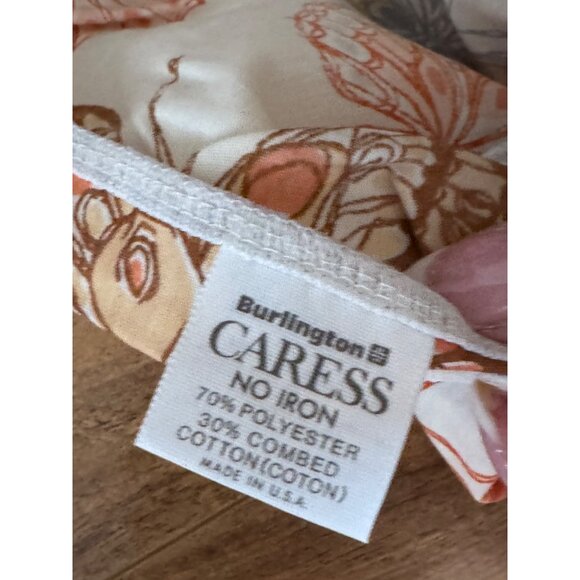 Burlington
CARESS
NO IRON
70% POLYESTER
30% COMBED
COTTON(COTON)
MADE IN U.S.A.